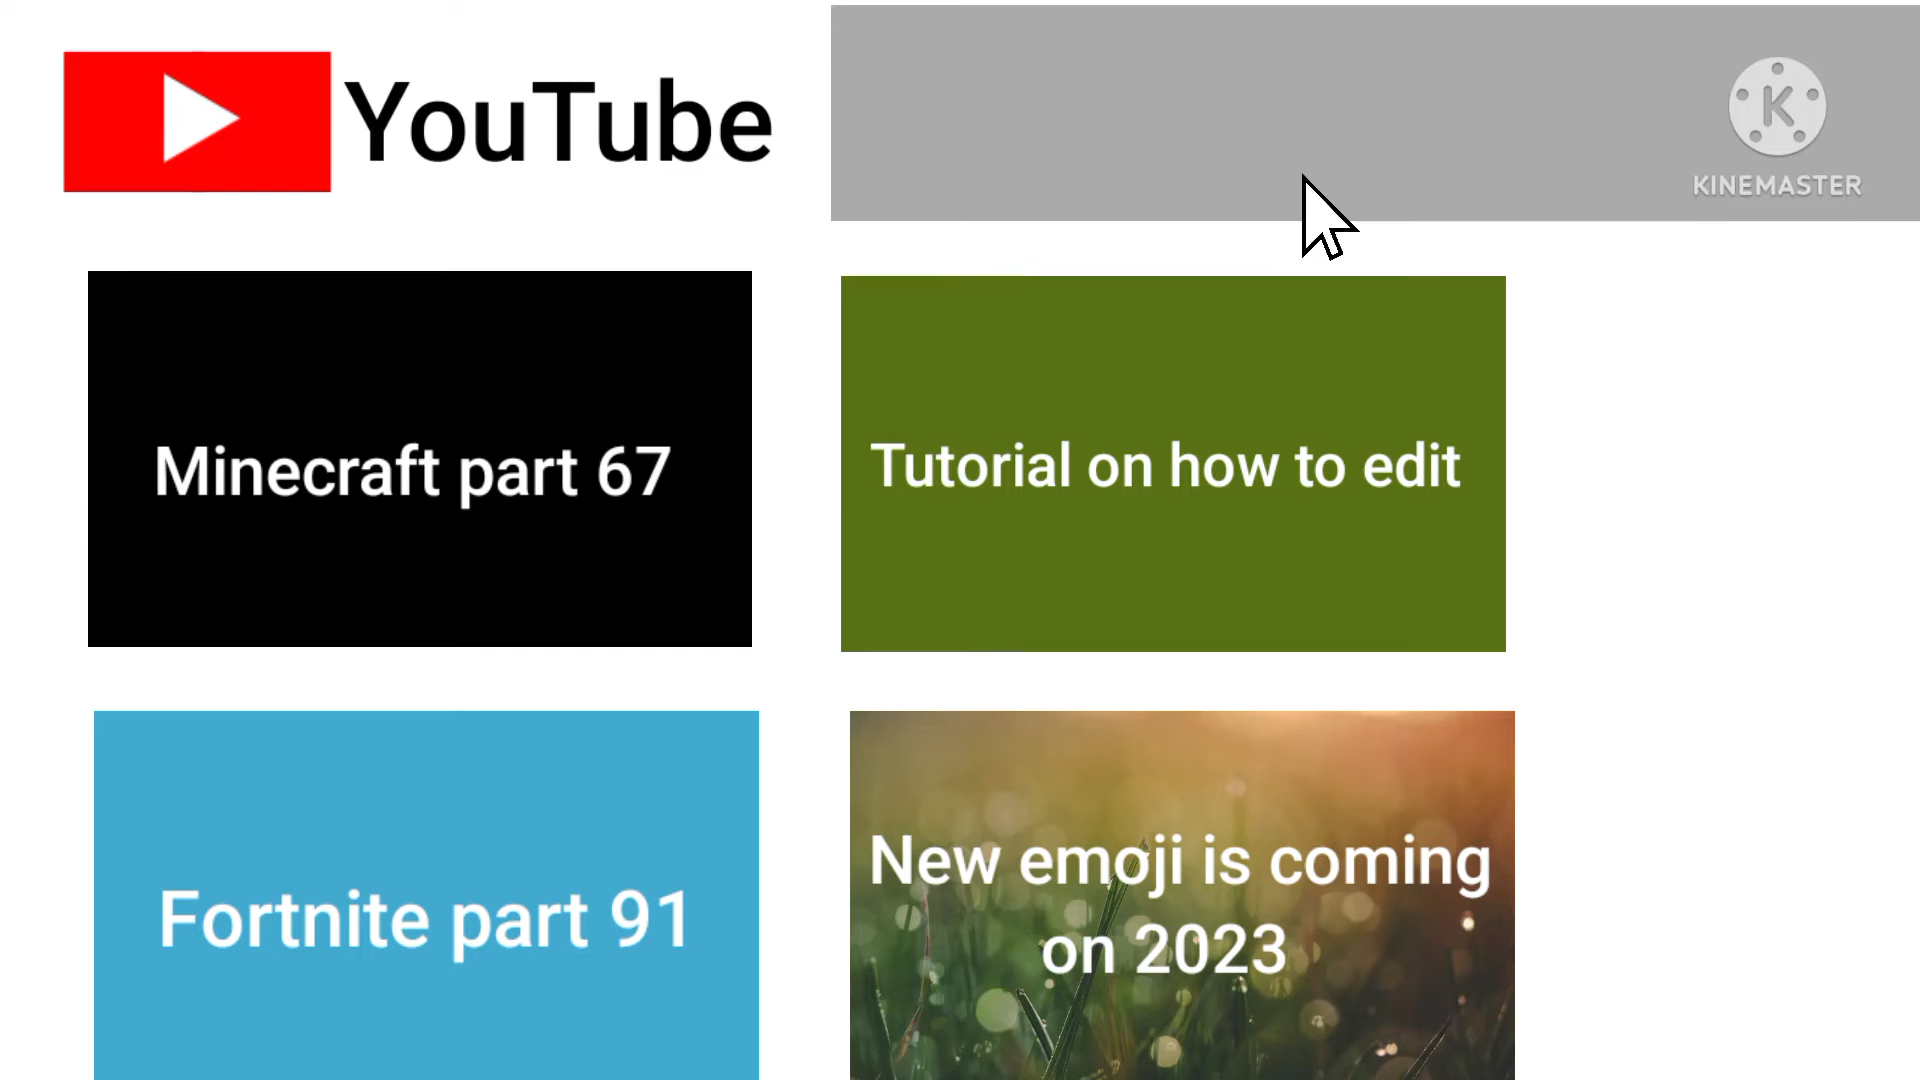 YouTube
K
KINEMASTER
Minecraft part 67
Tutorial on how to edit
Fortnite part 91
New emoji is coming
on 2023